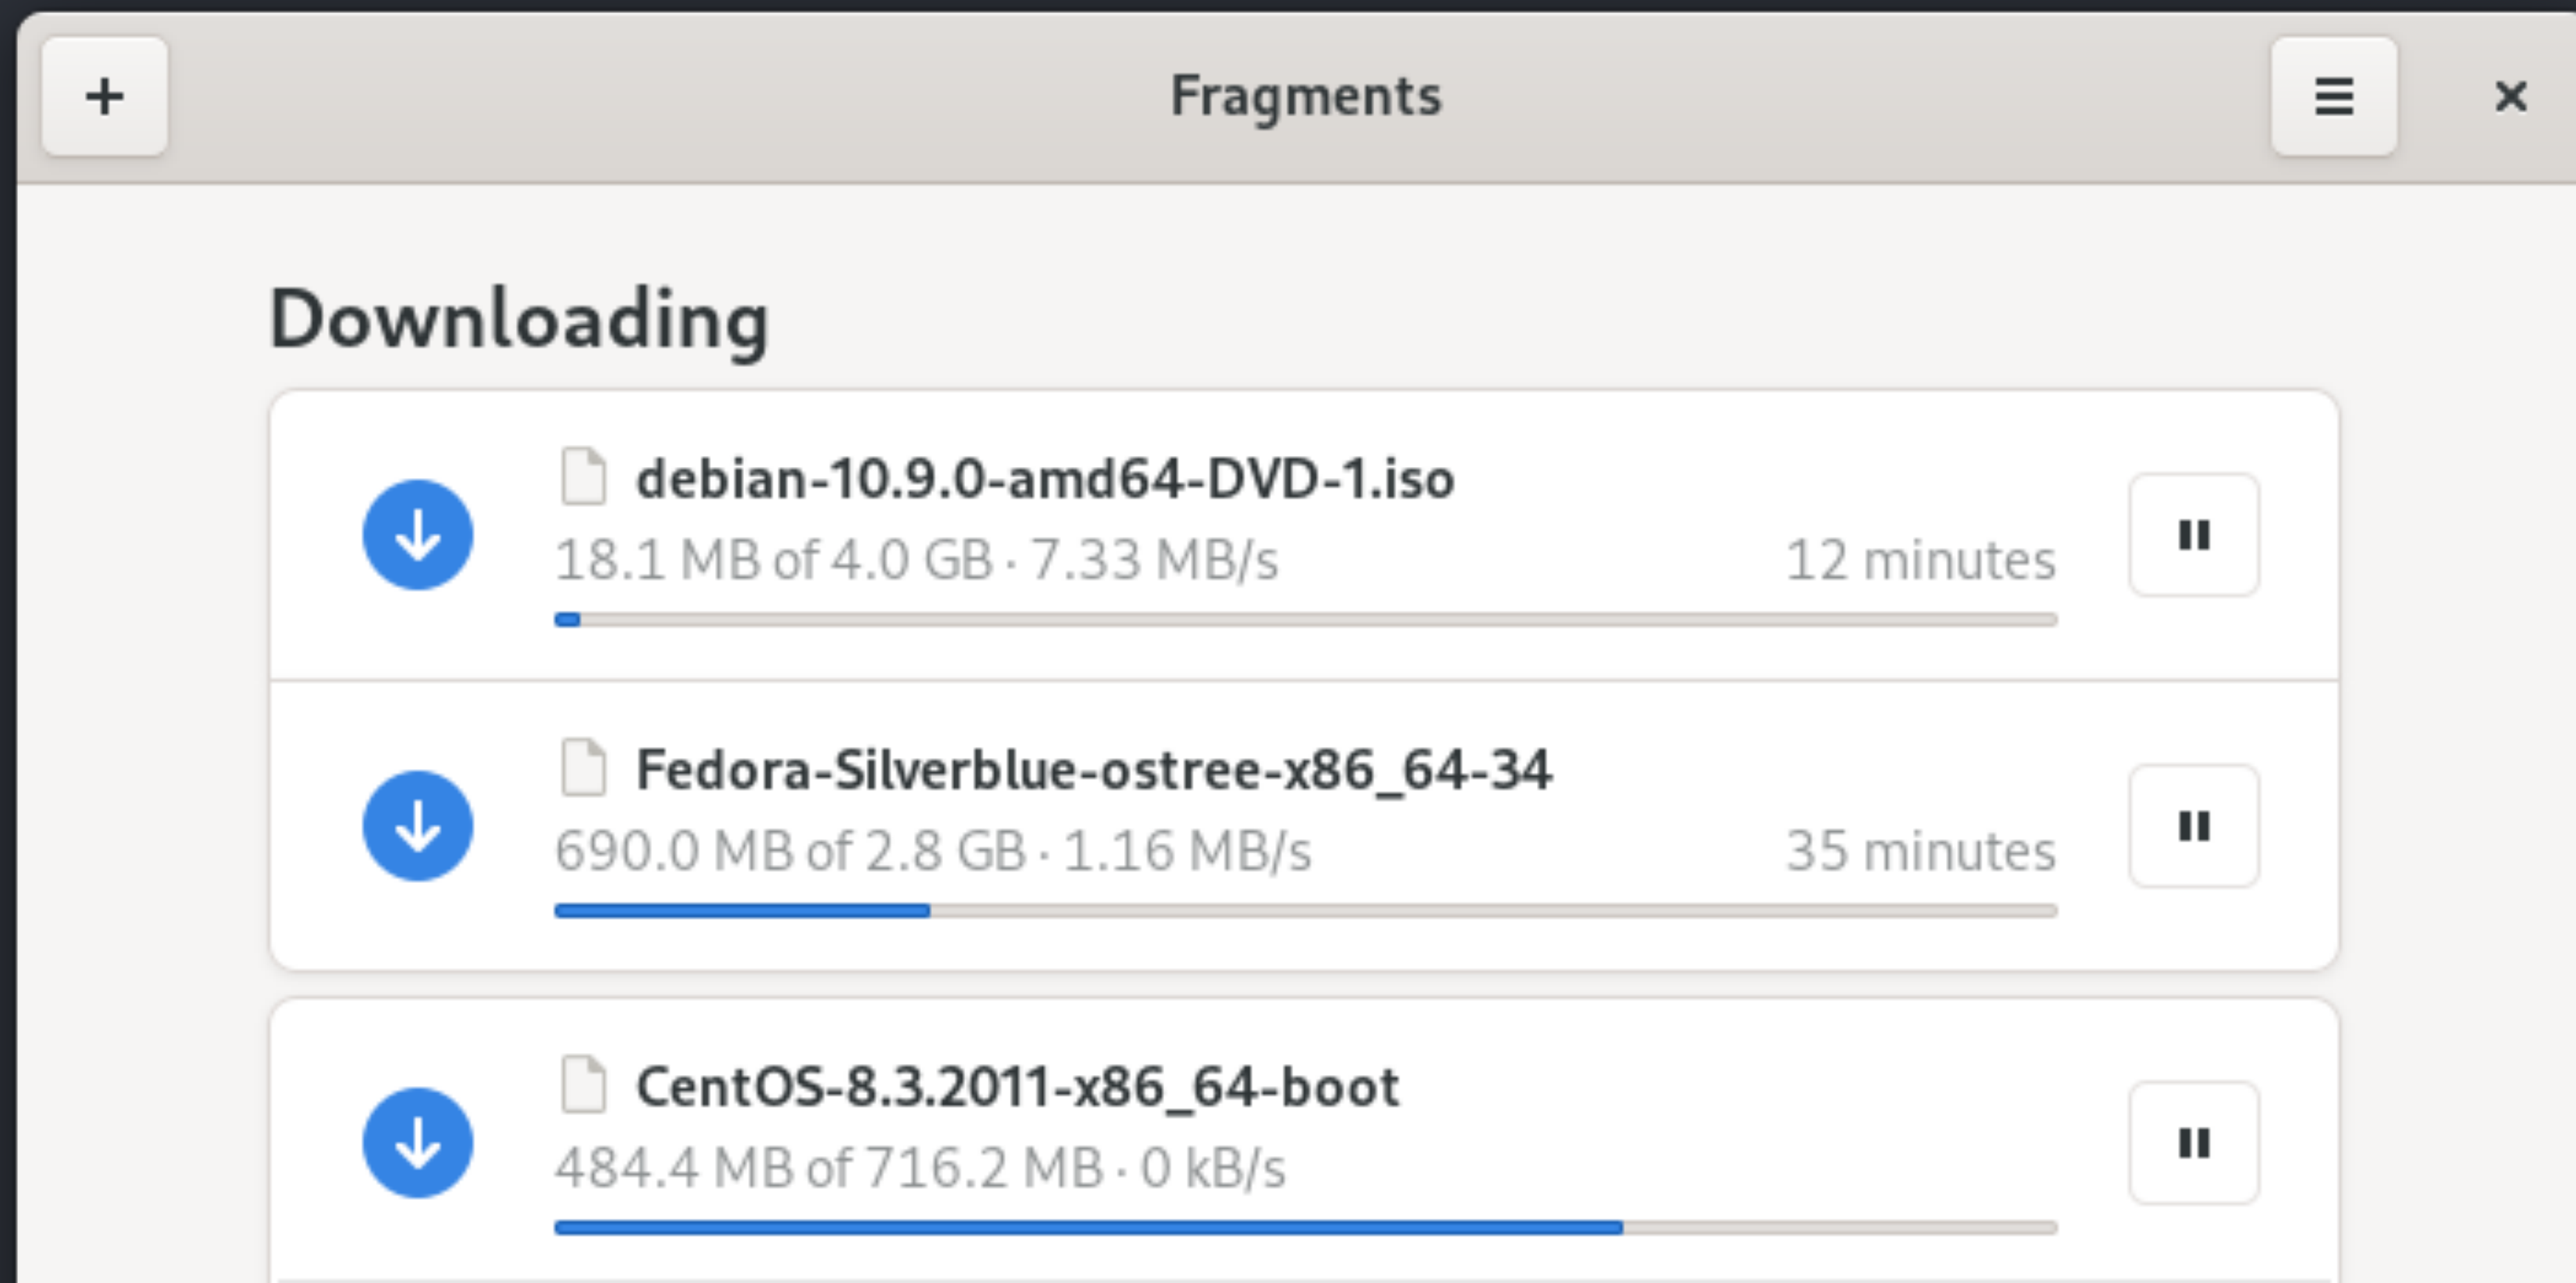 Fragments
Downloading
debian-10.9.0-amd64-DVD-1.iso
18.1 MB of 4.0 GB · 7.33 MB/s
12 minutes
Fedora-Silverblue-ostree-x86_64-34
690.0 MB of 2.8 GB · 1.16 MB/s
35 minutes
CentOS-8.3.2011-x86_64-boot
484.4 MB of 716.2 MB · 0 kB/s